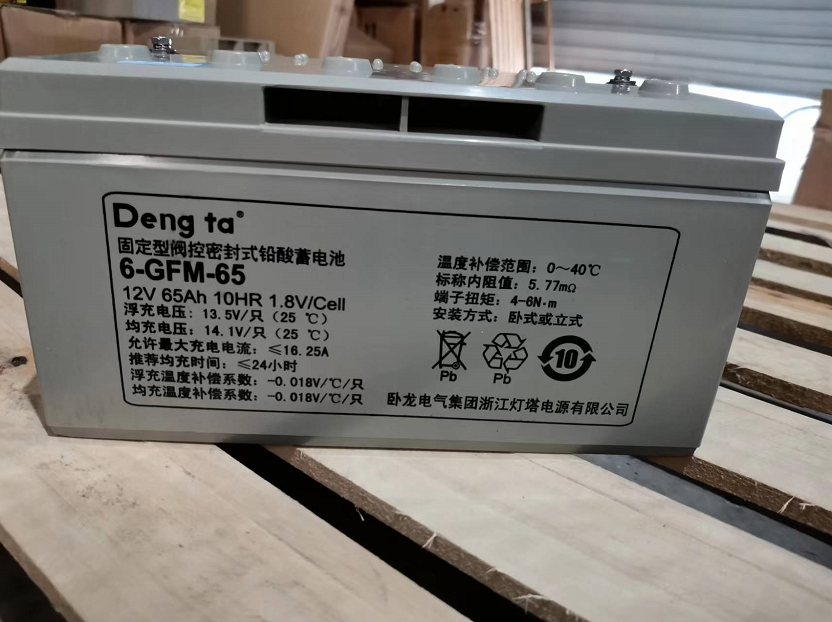 Deng ta®
固定型阀控密封式铅酸蓄电池
6-GFM-65
12V 65Ah 10HR 1.8V/Cell
浮充电压: 13.5V/只 (25 ℃)
均充电压: 14.1V/只 (25 ℃)
允许最大充电电流: ≤16.25A
推荐均充时间: ≤24小时
浮充温度补偿系数: -0.018V/℃/只
均充温度补偿系数: -0.018V/℃/只
温度补偿范围: 0～40℃
标称内阻值: 5.77mΩ
端子扭矩: 4-6N·m
安装方式: 卧式或立式
Pb
Pb
10
卧龙电气集团浙江灯塔电源有限公司